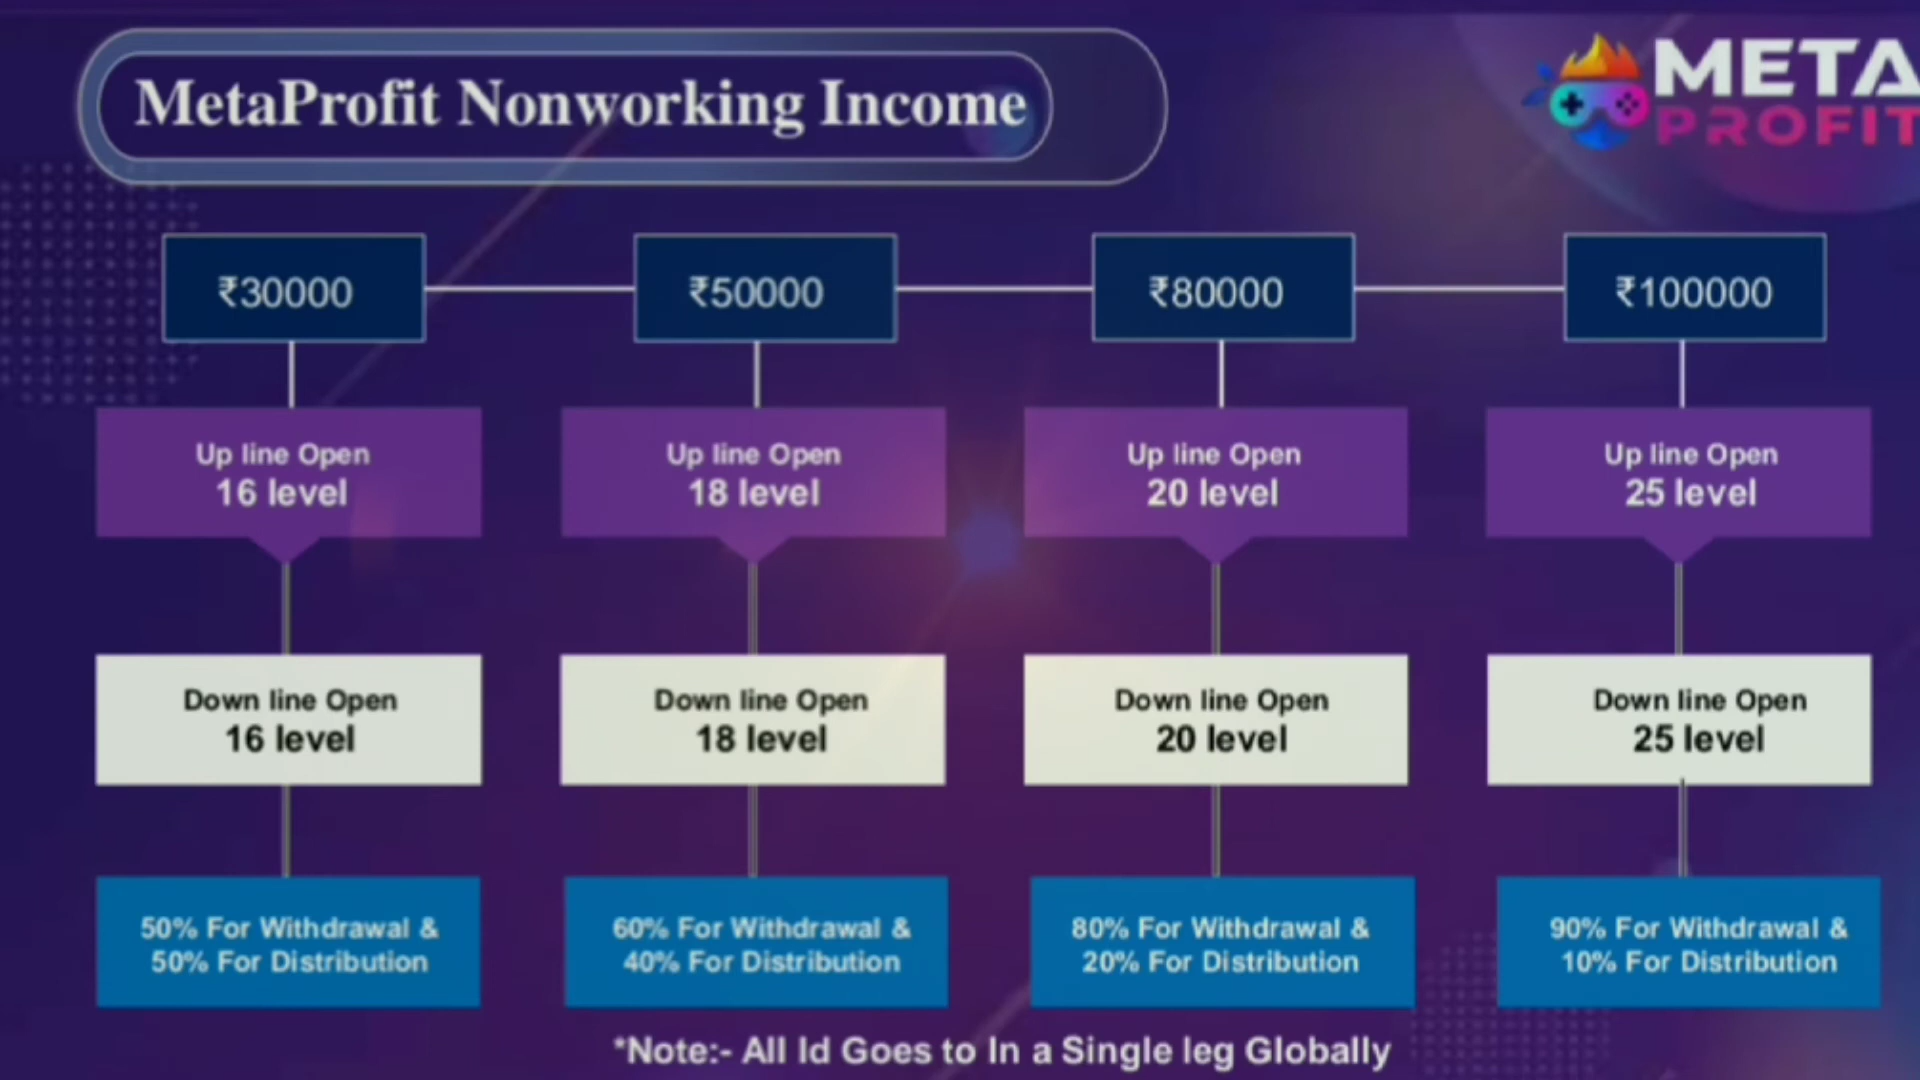 MetaProfit Nonworking Income
META
PROFIT
₹30000
₹50000
₹80000
₹100000
Up line Open
16 level
Up line Open
18 level
Up line Open
20 level
Up line Open
25 level
Down line Open
16 level
Down line Open
18 level
Down line Open
20 level
Down line Open
25 level
50% For Withdrawal &
50% For Distribution
60% For Withdrawal &
40% For Distribution
80% For Withdrawal &
20% For Distribution
90% For Withdrawal &
10% For Distribution
*Note:- All Id Goes to In a Single leg Globally